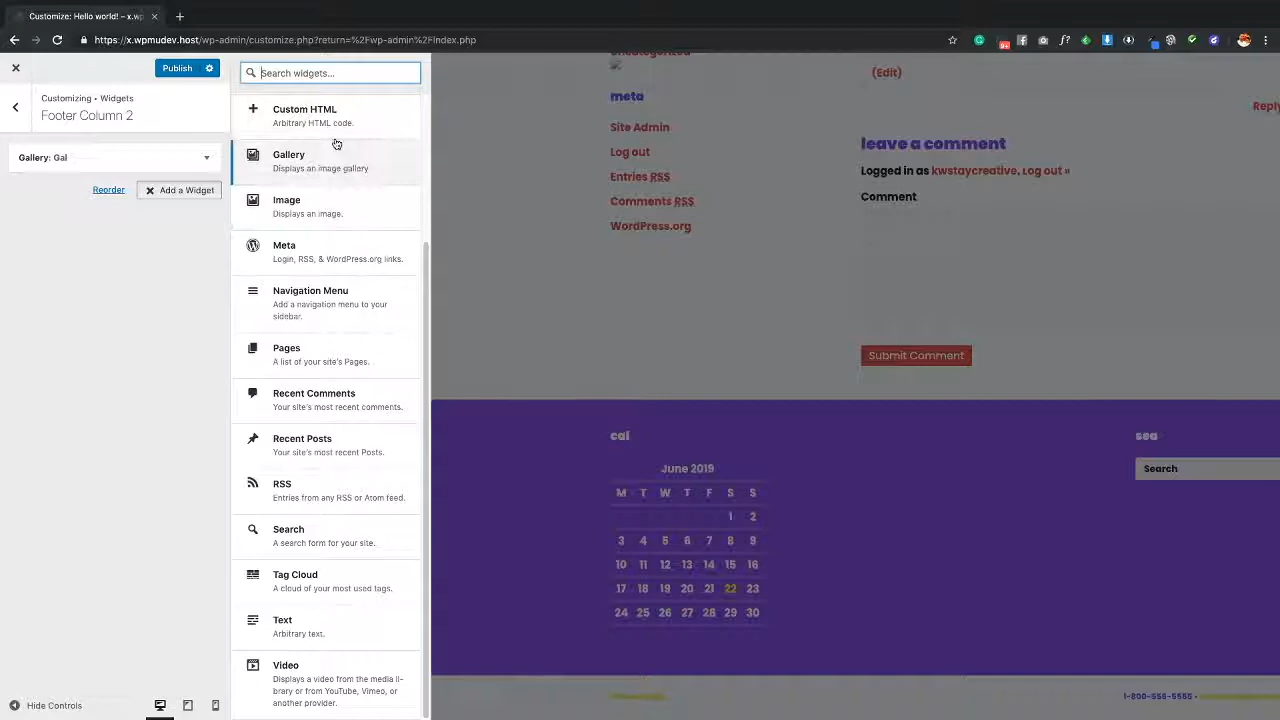 Customize: Hello world! – x.wp
https://x.wpmudev.host/wp-admin/customize.php?return=%2Fwp-admin%2Findex.php
Publish
Customizing • Widgets
Footer Column 2
Gallery: Gal
Reorder
Add a Widget
Hide Controls
Search widgets...
Custom HTML
Arbitrary HTML code.
Gallery
Displays an image gallery
Image
Displays an image.
Meta
Login, RSS, & WordPress.org links.
Navigation Menu
Add a navigation menu to your
sidebar.
Pages
A list of your site's Pages.
Recent Comments
Your site's most recent comments.
Recent Posts
Your site's most recent Posts.
RSS
Entries from any RSS or Atom feed.
Search
A search form for your site.
Tag Cloud
A cloud of your most used tags.
Text
Arbitrary text.
Video
Displays a video from the media li-
brary or from YouTube, Vimeo, or
another provider.
uncategorized
meta
Site Admin
Log out
Entries RSS
Comments RSS
WordPress.org
(Edit)
Reply
leave a comment
Logged in as kwstaycreative, Log out »
Comment
Submit Comment
cal
June 2019
M T W T F S S
1 2
3 4 5 6 7 8 9
10 11 12 13 14 15 16
17 18 19 20 21 22 23
24 25 26 27 28 29 30
sea
Search
1-800-556-5565 •